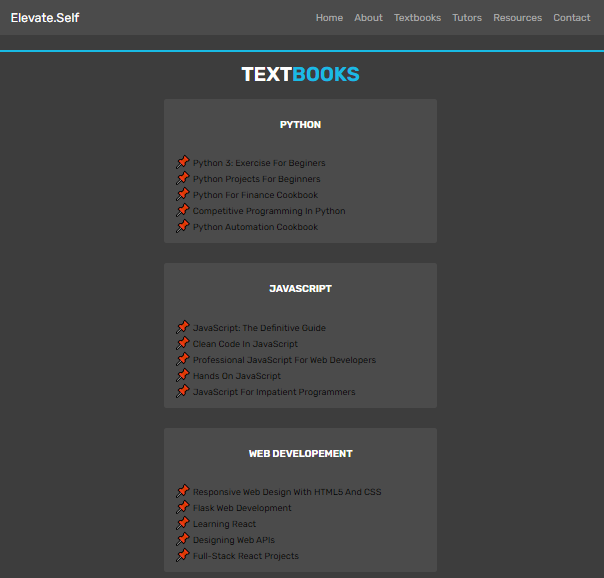 Elevate.Self Home About Textbooks Tutors Resources Contact
TEXTBOOKS
PYTHON
Python 3: Exercise For Beginers
Python Projects For Beginners
Python For Finance Cookbook
Competitive Programming In Python
Python Automation Cookbook
JAVASCRIPT
JavaScript: The Definitive Guide
Clean Code In JavaScript
Professional JavaScript For Web Developers
Hands On JavaScript
JavaScript For Impatient Programmers
WEB DEVELOPEMENT
Responsive Web Design With HTML5 And CSS
Flask Web Development
Learning React
Designing Web APIs
Full-Stack React Projects